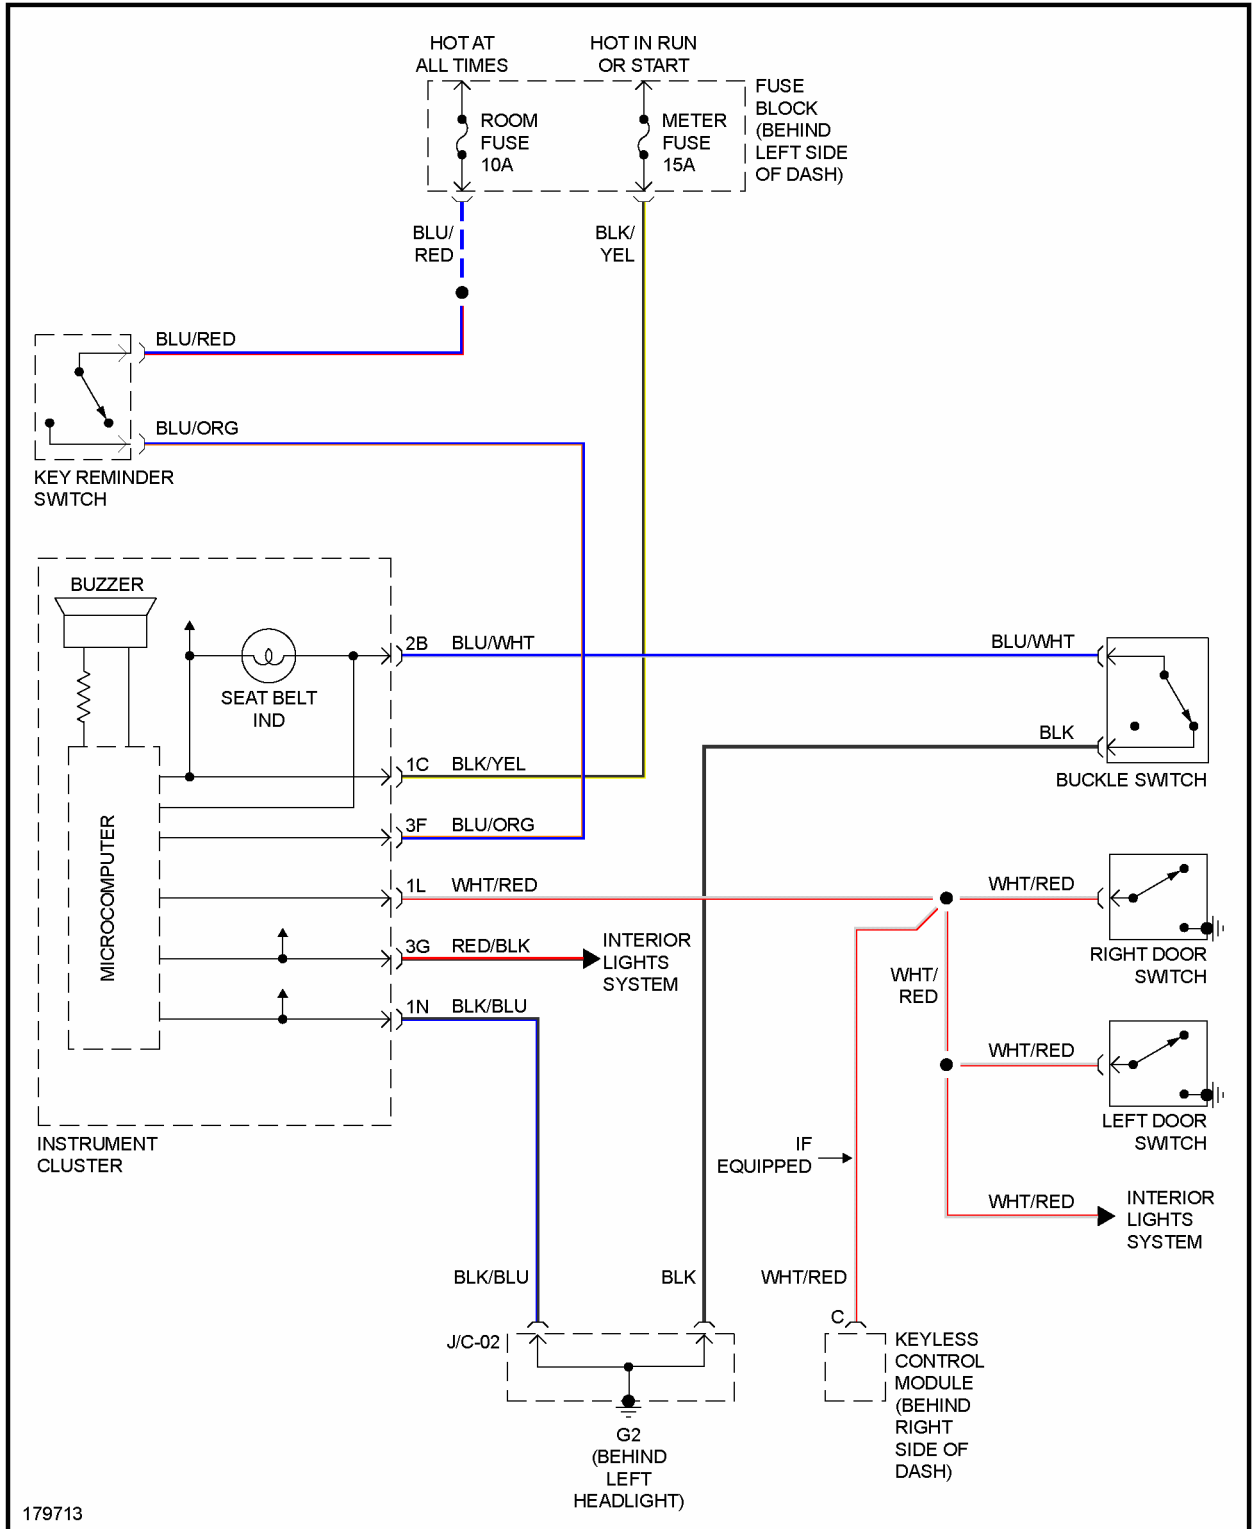 HOT AT
ALL TIMES
HOT IN RUN
OR START
ROOM
FUSE
10A
METER
FUSE
15A
FUSE
BLOCK
(BEHIND
LEFT SIDE
OF DASH)
BLU/
RED
BLK/
YEL
BLU/RED
BLU/ORG
KEY REMINDER
SWITCH
BUZZER
SEAT BELT
IND
MICROCOMPUTER
2B BLU/WHT
BLU/WHT
BLK
BUCKLE SWITCH
1C BLK/YEL
3F BLU/ORG
1L WHT/RED
WHT/RED
RIGHT DOOR
SWITCH
3G RED/BLK
INTERIOR
LIGHTS
SYSTEM
WHT/
RED
1N BLK/BLU
WHT/RED
LEFT DOOR
SWITCH
INSTRUMENT
CLUSTER
IF
EQUIPPED
WHT/RED
INTERIOR
LIGHTS
SYSTEM
BLK/BLU
BLK
WHT/RED
J/C-02
C
KEYLESS
CONTROL
MODULE
(BEHIND
RIGHT
SIDE OF
DASH)
G2
(BEHIND
LEFT
HEADLIGHT)
179713